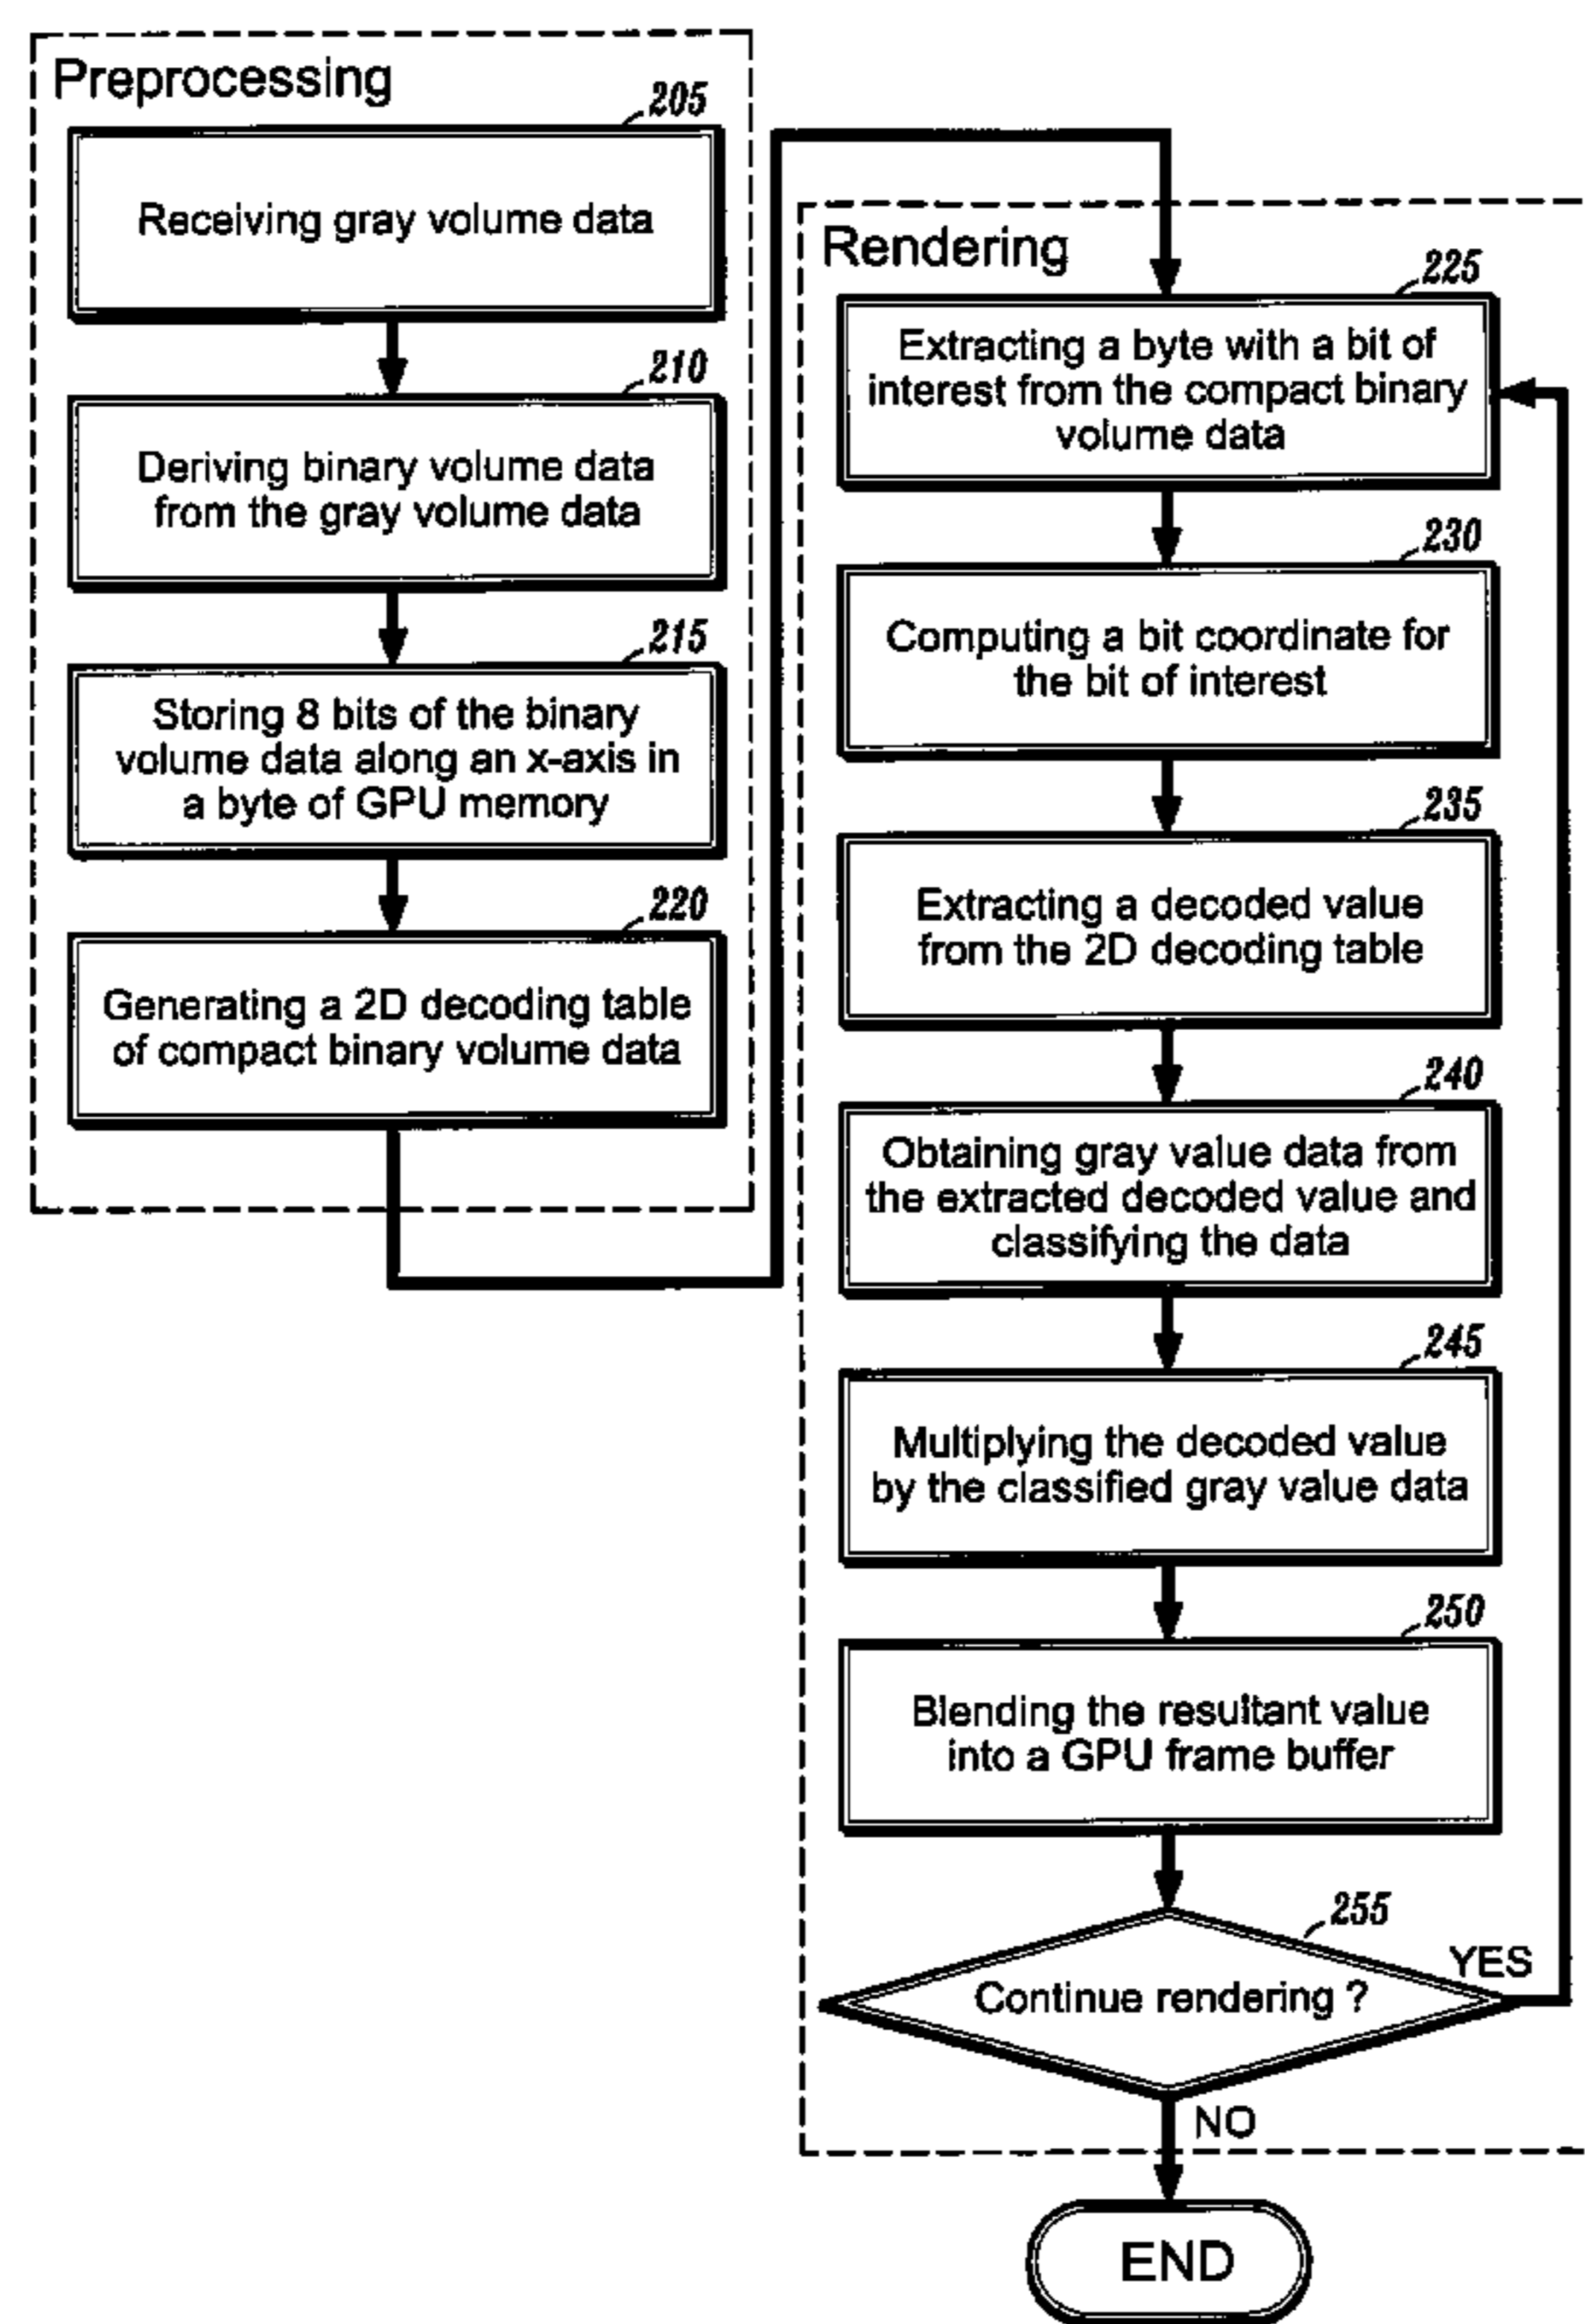 Preprocessing
205
Receiving gray volume data
210
Deriving binary volume data
from the gray volume data
215
Storing 8 bits of the binary
volume data along an x-axis in
a byte of GPU memory
220
Generating a 2D decoding table
of compact binary volume data
Rendering
225
Extracting a byte with a bit of
interest from the compact binary
volume data
230
Computing a bit coordinate for
the bit of interest
235
Extracting a decoded value
from the 2D decoding table
240
Obtaining gray value data from
the extracted decoded value and
classifying the data
245
Multiplying the decoded value
by the classified gray value data
250
Blending the resultant value
into a GPU frame buffer
255
Continue rendering ?
YES
NO
END